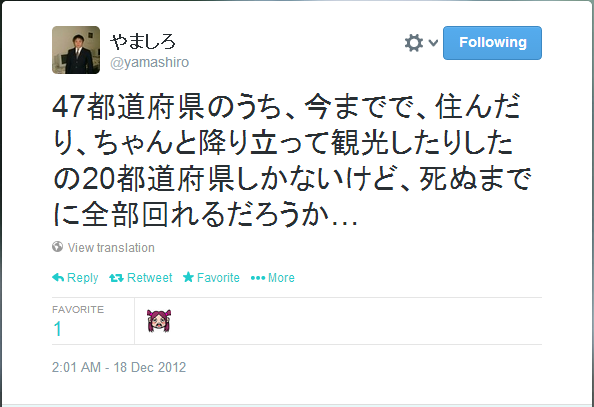 やましろ
@yamashiro
Following
47都道府県のうち、今までで、住んだ
り、ちゃんと降り立って観光したりした
の20都道府県しかないけど、死ぬまで
に全部回れるだろうか…
View translation
Reply Retweet Favorite More
FAVORITE
1
2:01 AM - 18 Dec 2012